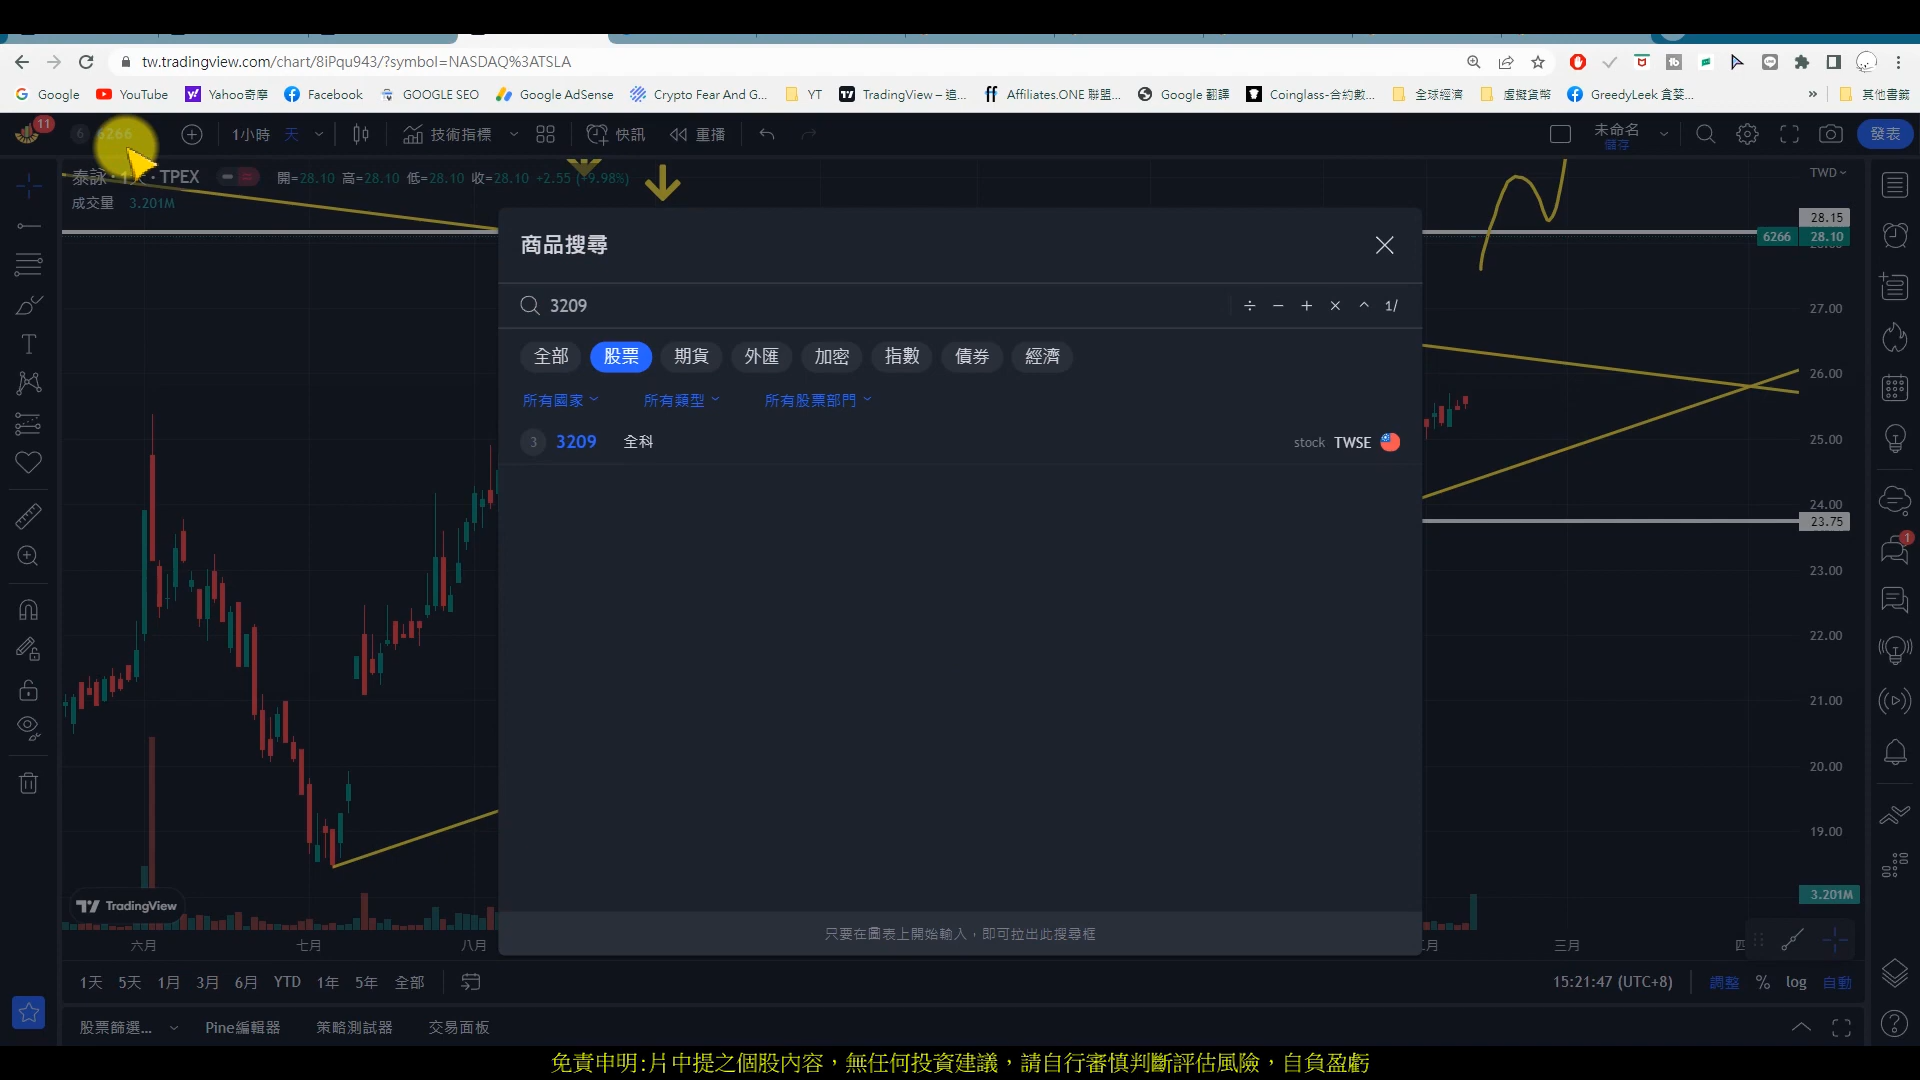 tw.tradingview.com/chart/8iPqu943/?symbol=NASDAQ%3ATSLA
Google YouTube Yahoo奇摩 Facebook GOOGLE SEO Google AdSense Crypto Fear And G... YT TradingView – 追... Affiliates.ONE 聯盟... Google 翻譯 Coinglass-合約數... 全球經濟 虛擬貨幣 GreedyLeek 貪婪... » 其他書籤
11 6 6266 1小時 天 技術指標 快訊 重播 未命名 儲存 發表
泰詠 · 1天 · TPEX 開=28.10 高=28.10 低=28.10 收=28.10 +2.55 (+9.98%) TWD
成交量 3.201M
28.15
6266 28.10
商品搜尋
3209 ÷ − + × ^ 1/
全部 股票 期貨 外匯 加密 指數 債券 經濟
所有國家 所有類型 所有股票部門
3 3209 全科 stock TWSE
27.00
26.00
25.00
24.00
23.75
23.00
22.00
21.00
20.00
19.00
3.201M
1
TradingView
只要在圖表上開始輸入，即可拉出此搜尋框
六月 七月 八月 三月
1天 5天 1月 3月 6月 YTD 1年 5年 全部 15:21:47 (UTC+8) 調整 % log 自動
股票篩選... Pine編輯器 策略測試器 交易面板
免責申明:片中提之個股內容，無任何投資建議，請自行審慎判斷評估風險，自負盈虧